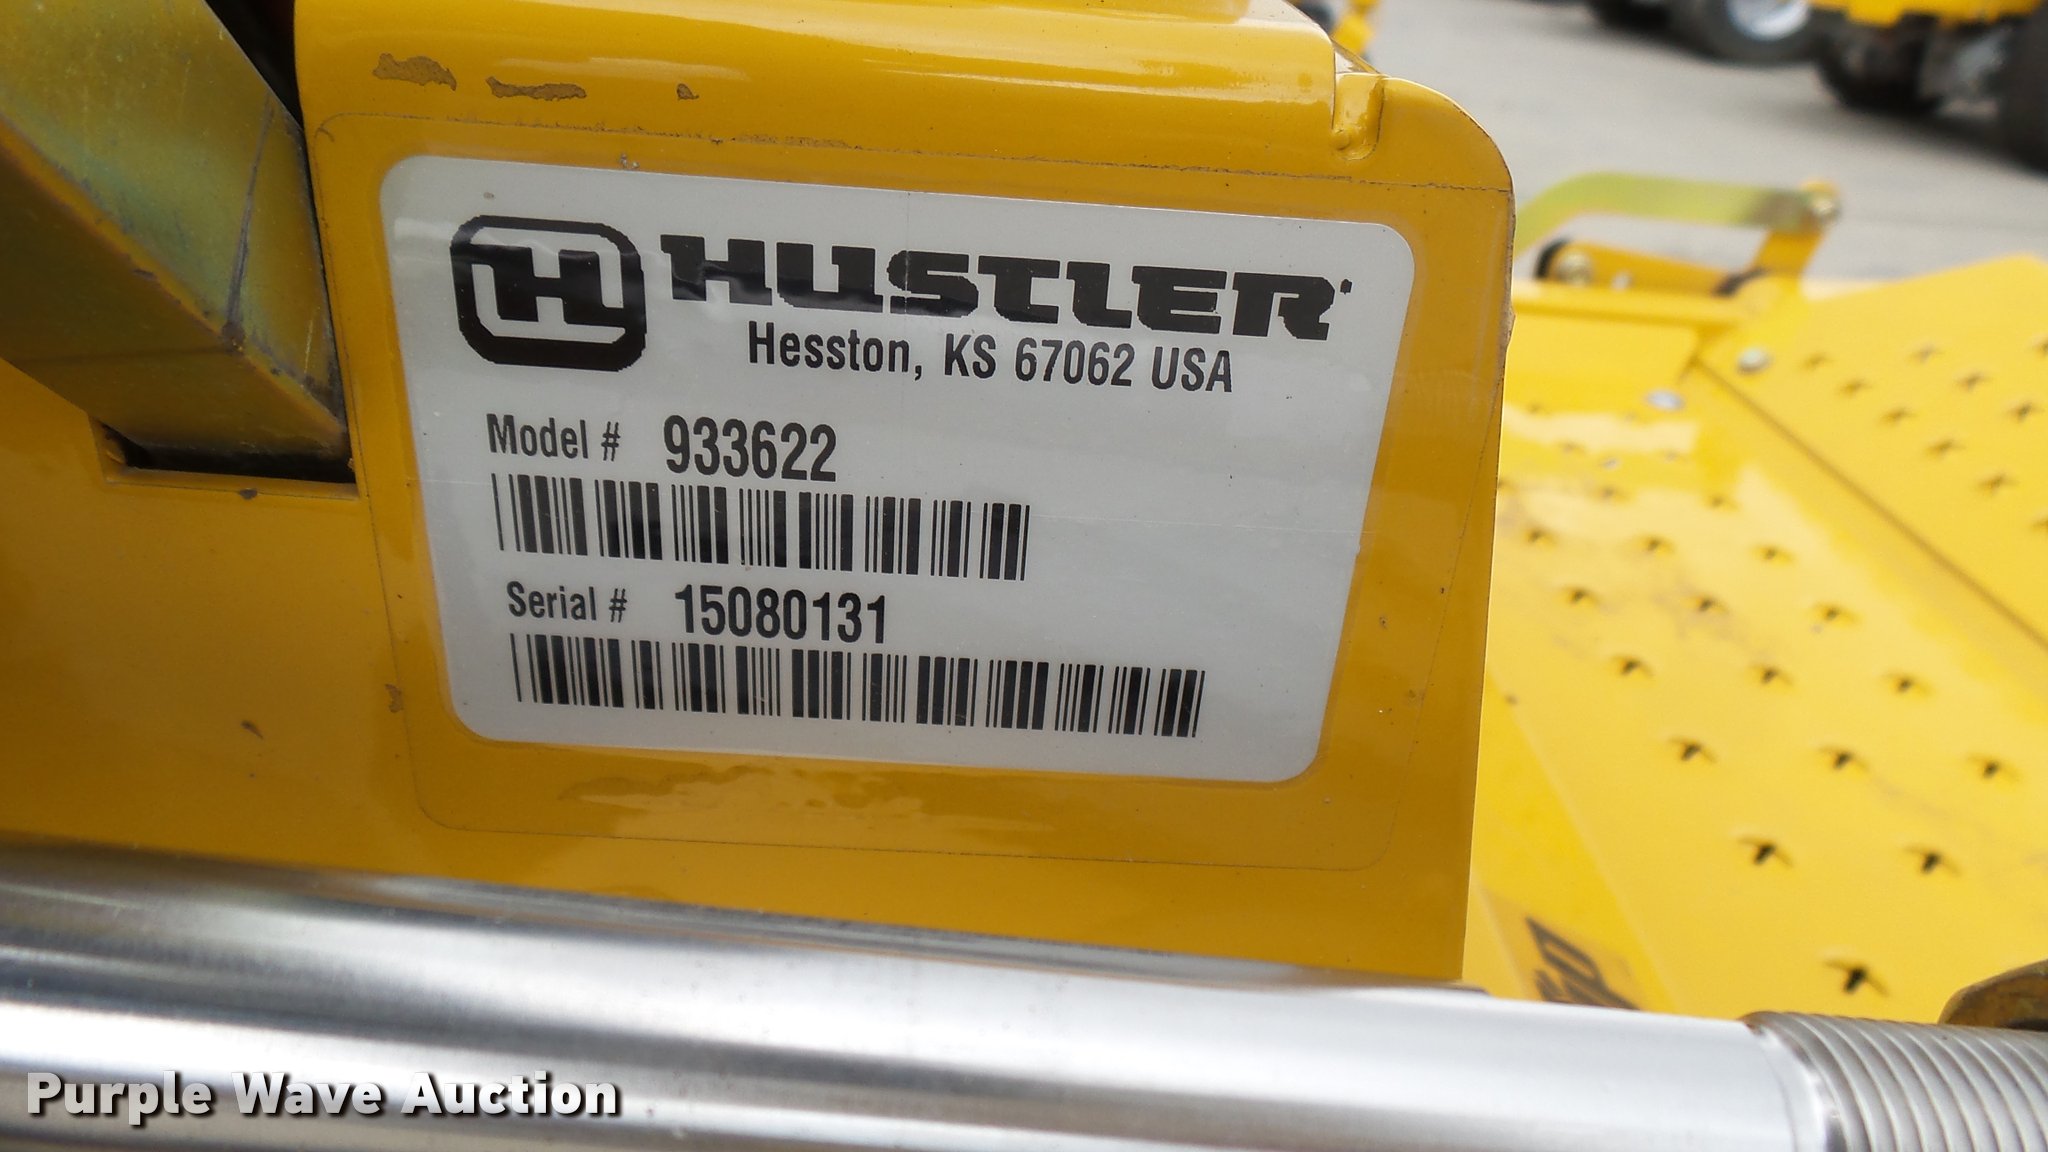 H HUSTLER
Hesston, KS 67062 USA
Model # 933622
Serial # 15080131
Purple Wave Auction